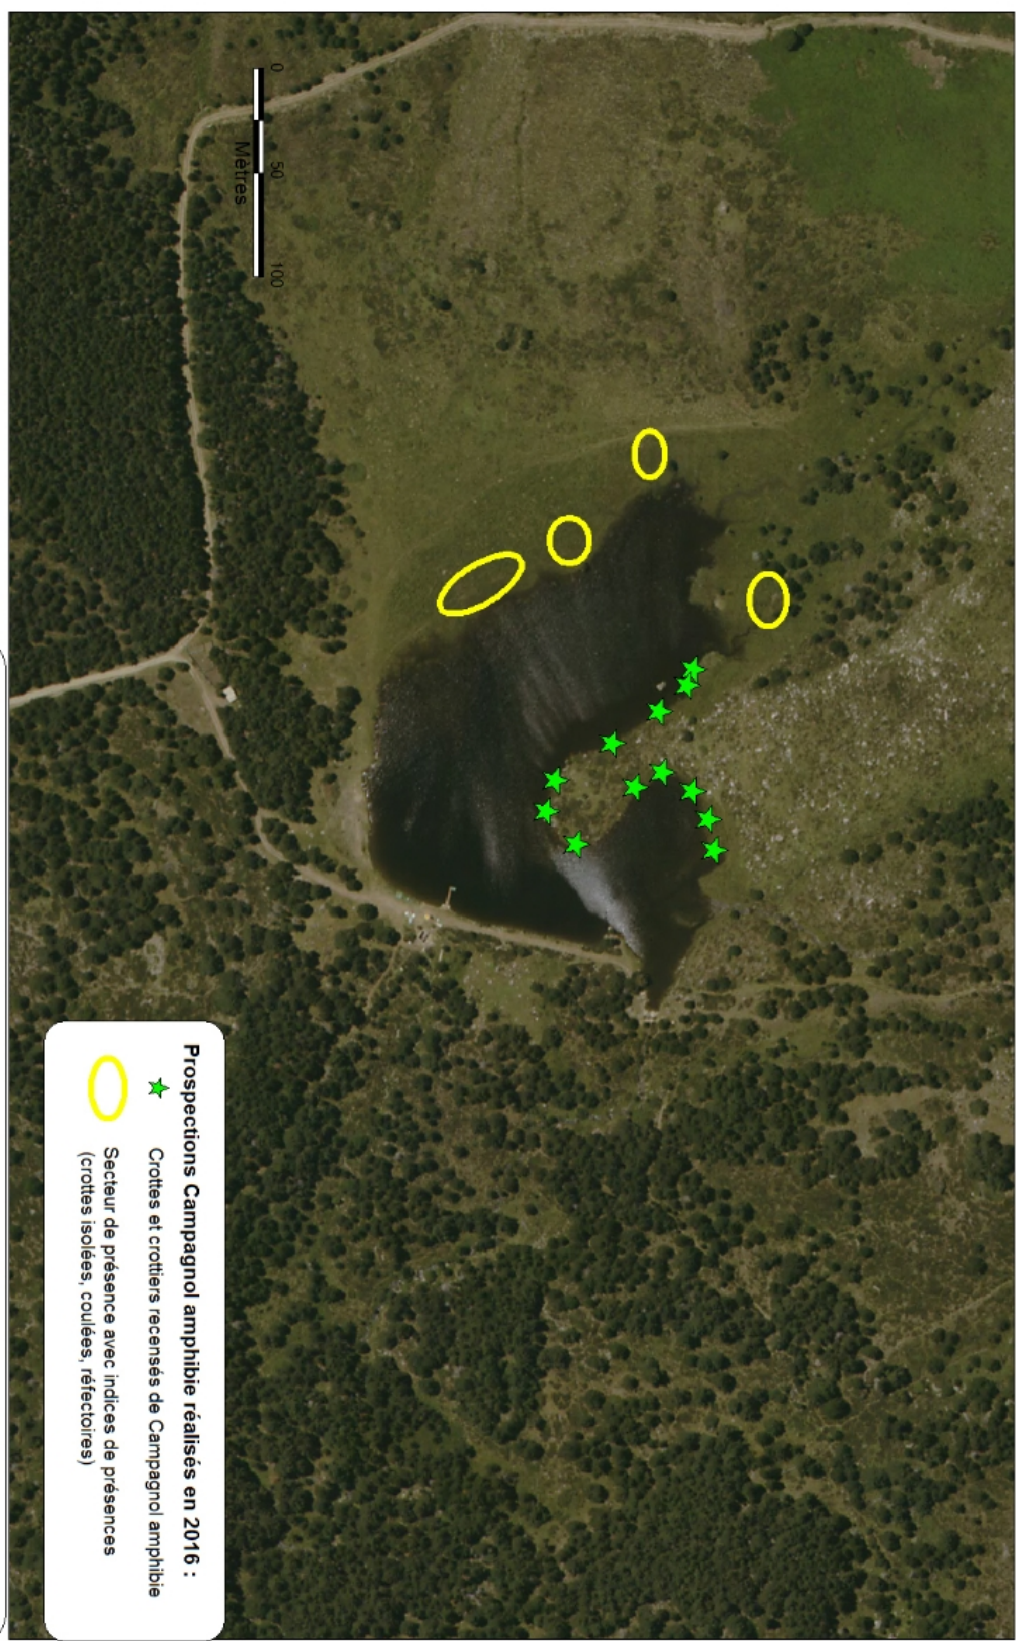 0 50 100
Mètres
Prospections Campagnol amphibie réalisés en 2016 :
Crottes et crottiers recensés de Campagnol amphibie
Secteur de présence avec indices de présences
(crottes isolées, coulées, réfectoires)